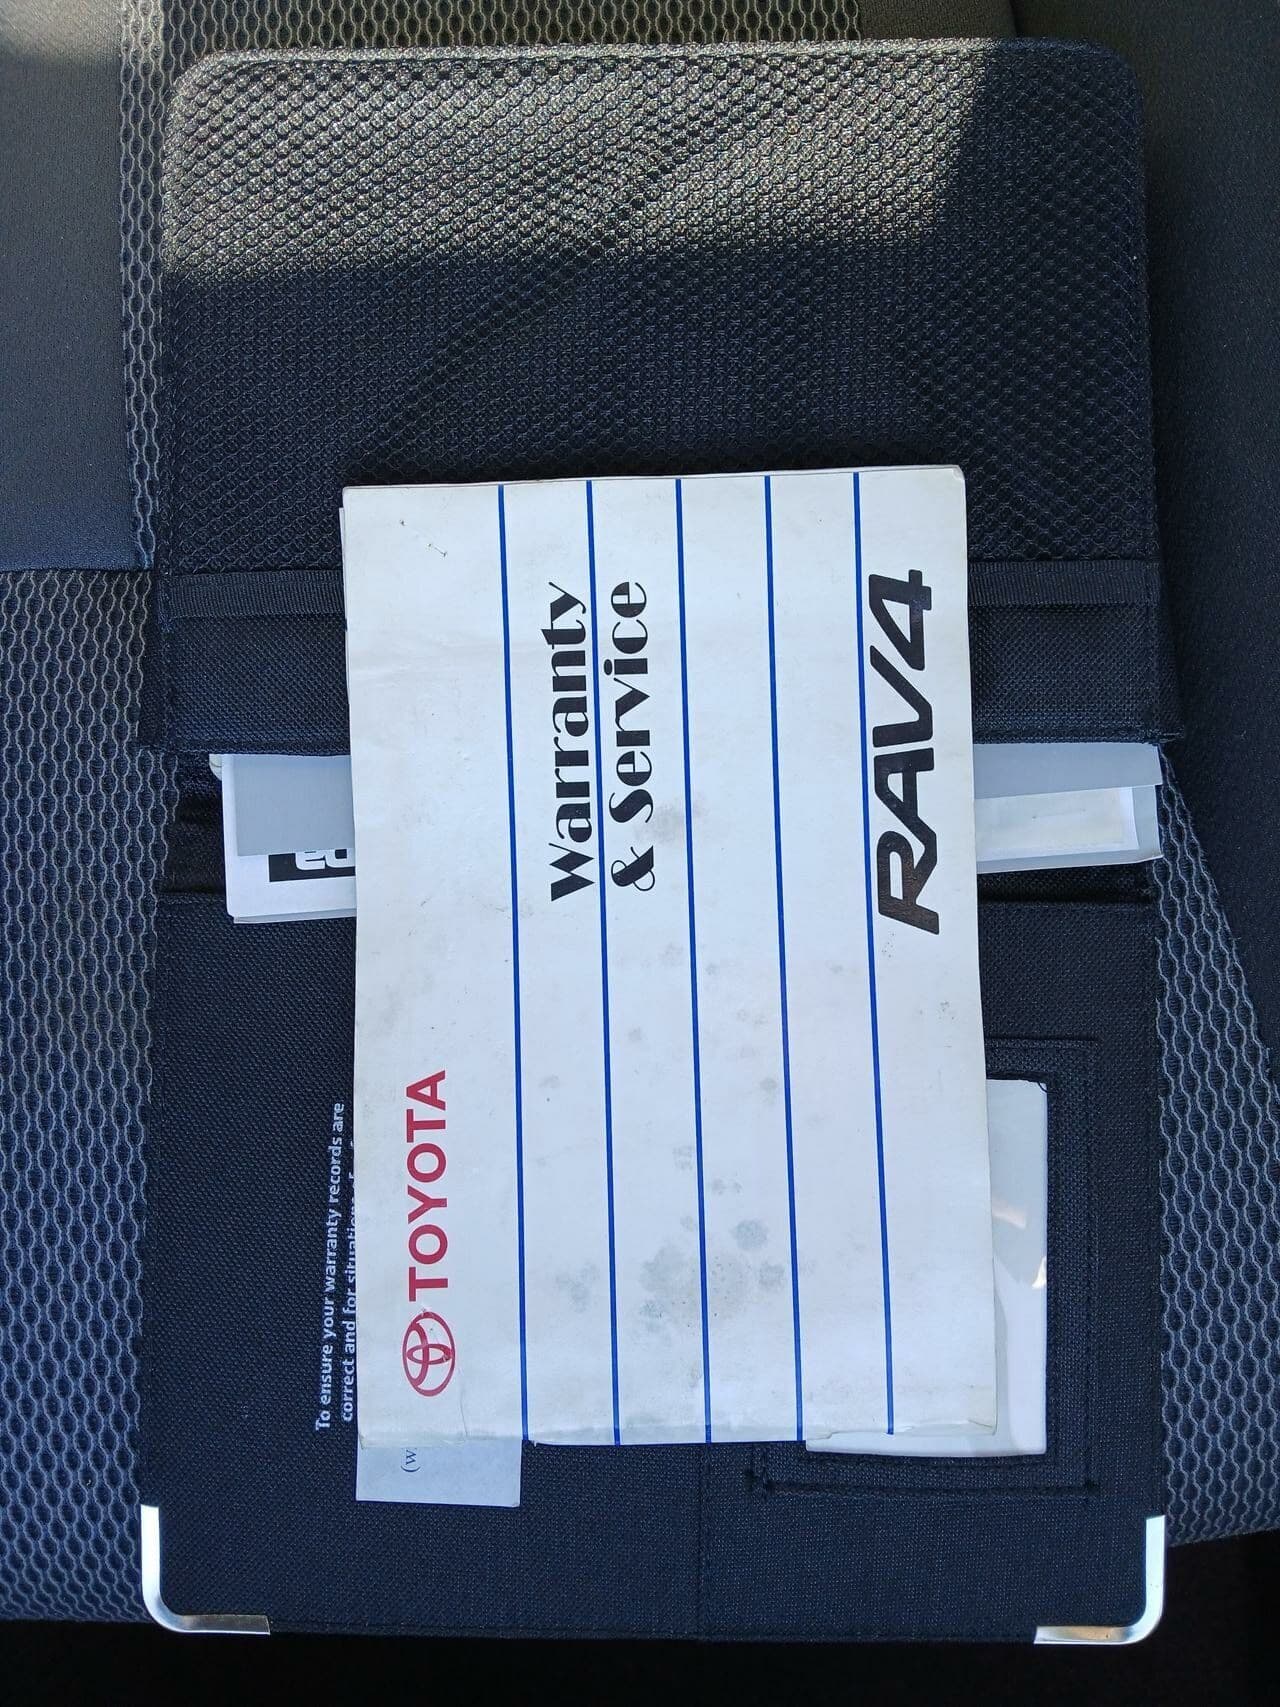 TOYOTA
Warranty
& Service
RAV4
To ensure your warranty records are
correct and for
(w